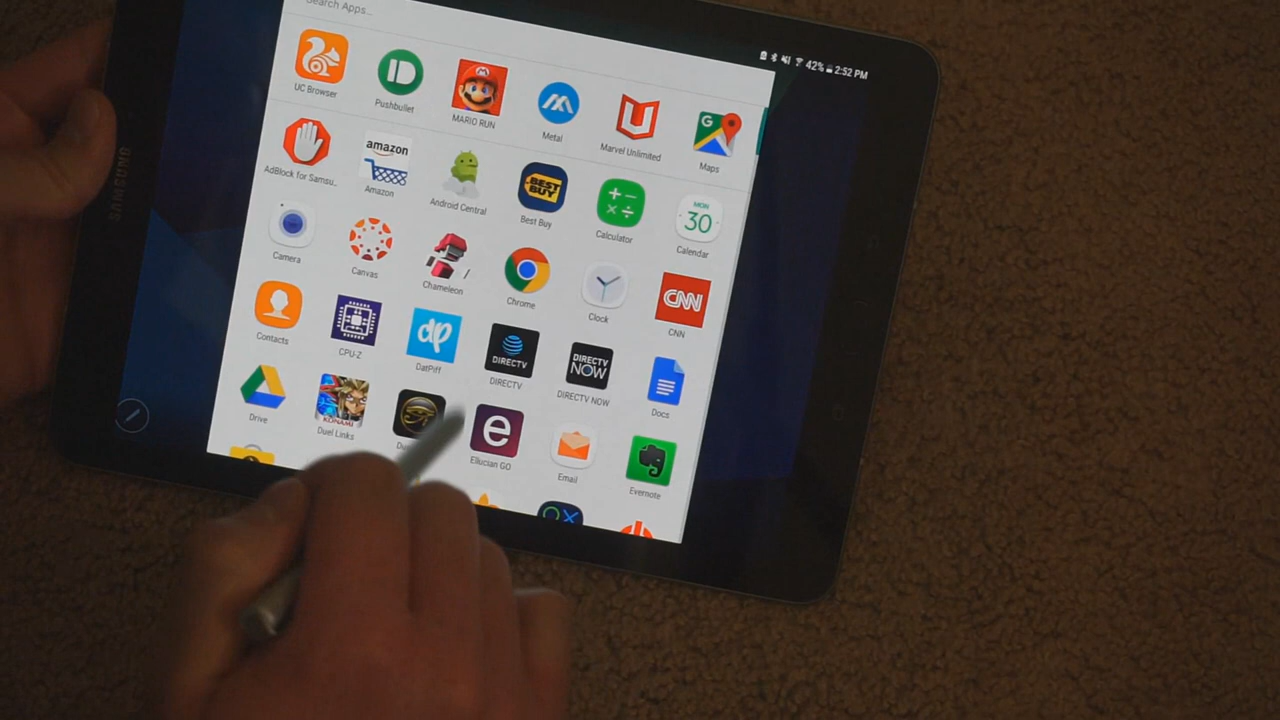 Search Apps..
42% 2:52 PM
UC Browser
Pushbullet
MARIO RUN
Metal
Marvel Unlimited
G
Maps
AdBlock for Samsu..
amazon
Amazon
Android Central
BEST BUY
Best Buy
Calculator
MON
30
Calendar
Camera
Canvas
Chameleon
Chrome
Clock
CNN
CNN
Contacts
CPU-Z
dp
DatPiff
DIRECTV
DIRECTV
DIRECTV NOW
DIRECTV NOW
Docs
Drive
KONAMI
Duel Links
e
Ellucian GO
Email
Evernote
SAMSUNG